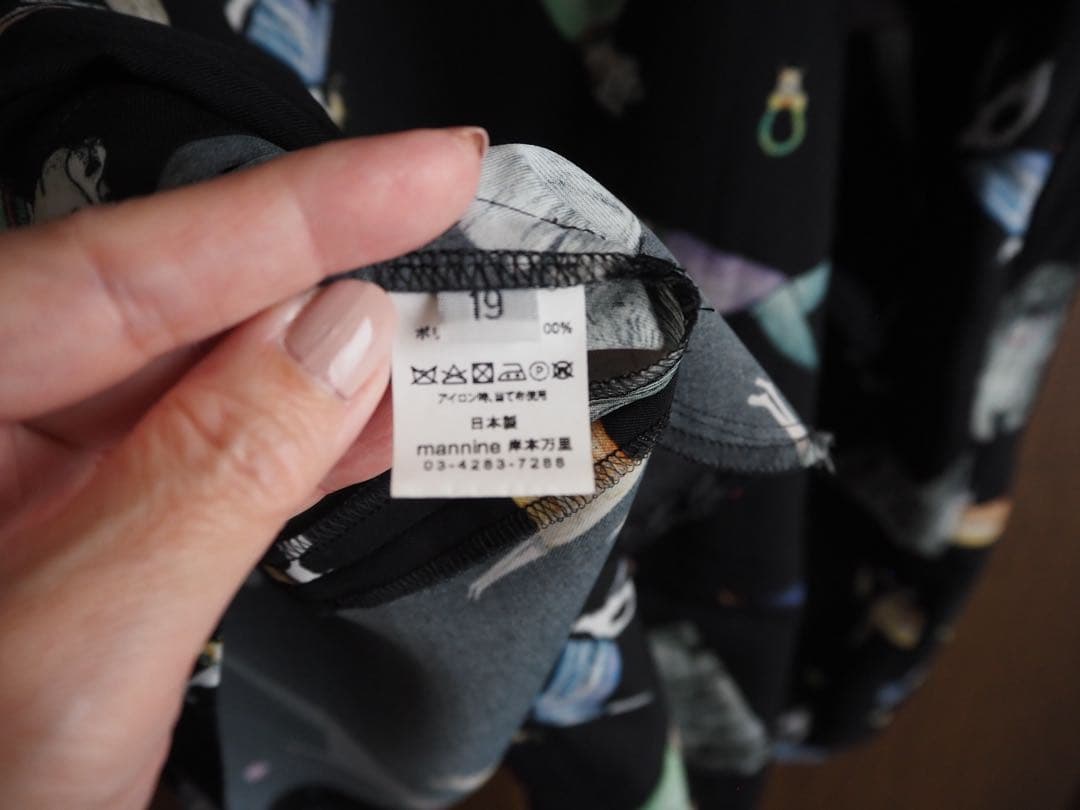 19
ポリ 00%
アイロン時、当て布使用
日本製
mannine 岸本万里
03-4283-7288